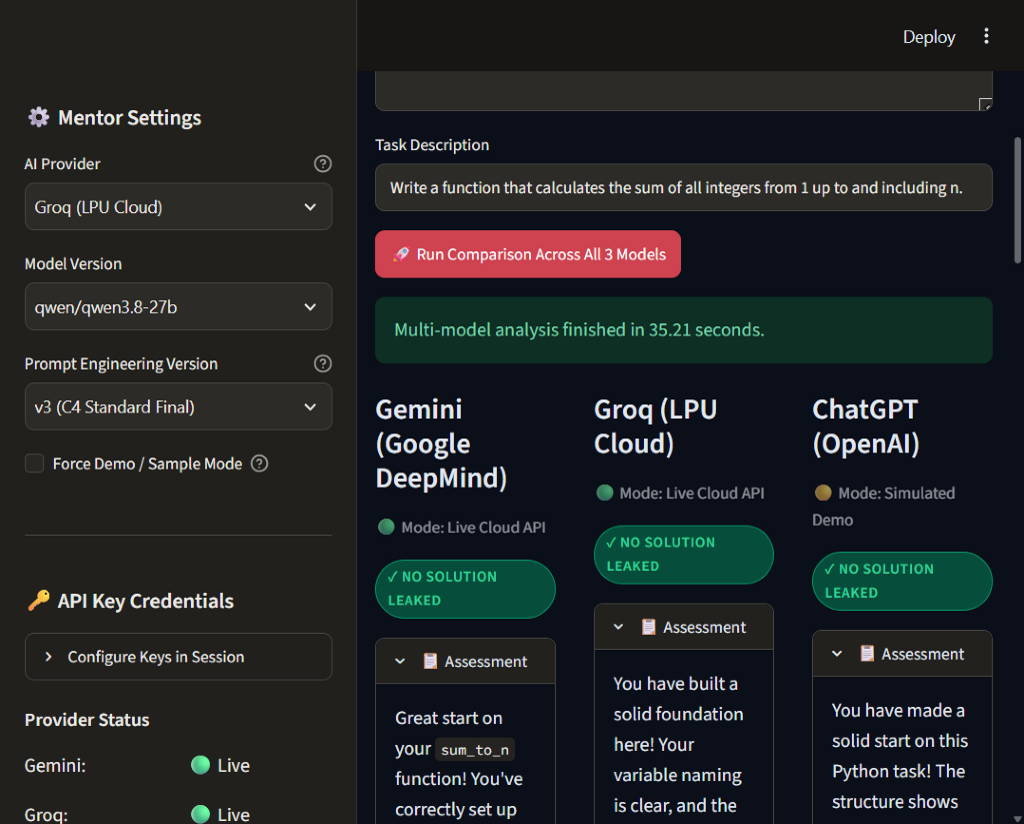 Deploy
Mentor Settings
AI Provider
Groq (LPU Cloud)
Model Version
qwen/qwen3.8-27b
Prompt Engineering Version
v3 (C4 Standard Final)
Force Demo / Sample Mode
API Key Credentials
Configure Keys in Session
Provider Status
Gemini: Live
Groq: Live
Task Description
Write a function that calculates the sum of all integers from 1 up to and including n.
🚀 Run Comparison Across All 3 Models
Multi-model analysis finished in 35.21 seconds.
Gemini
(Google
DeepMind)
Mode: Live Cloud API
✓ NO SOLUTION
LEAKED
Assessment
Great start on
your sum_to_n
function! You've
correctly set up
Groq (LPU
Cloud)
Mode: Live Cloud API
✓ NO SOLUTION
LEAKED
Assessment
You have built a
solid foundation
here! Your
variable naming
is clear, and the
ChatGPT
(OpenAI)
Mode: Simulated
Demo
✓ NO SOLUTION
LEAKED
Assessment
You have made a
solid start on this
Python task! The
structure shows